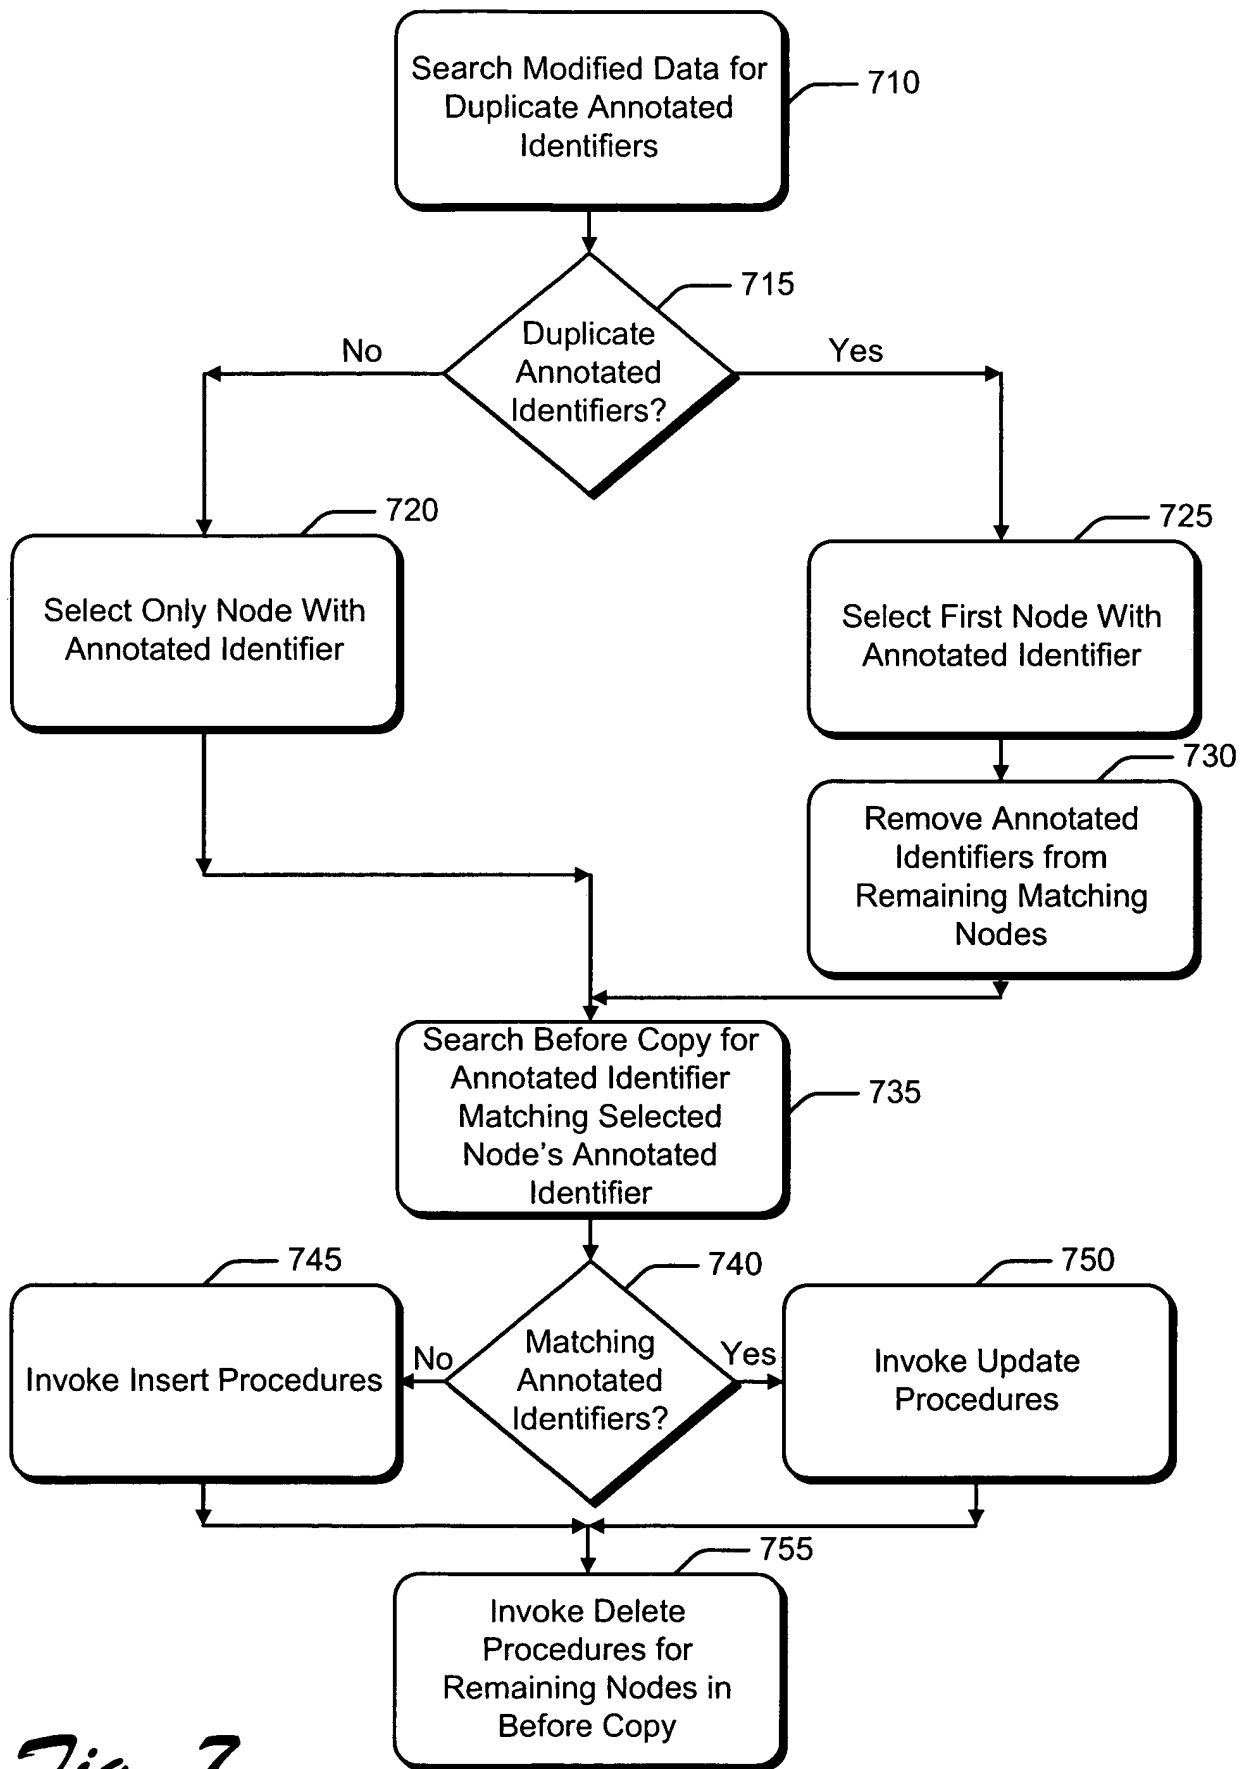 Search Modified Data for
Duplicate Annotated
Identifiers
710
715
Duplicate
Annotated
Identifiers?
No
Yes
720
Select Only Node With
Annotated Identifier
725
Select First Node With
Annotated Identifier
730
Remove Annotated
Identifiers from
Remaining Matching
Nodes
Search Before Copy for
Annotated Identifier
Matching Selected
Node's Annotated
Identifier
735
740
Matching
Annotated
Identifiers?
No
Yes
745
Invoke Insert Procedures
750
Invoke Update
Procedures
755
Invoke Delete
Procedures for
Remaining Nodes in
Before Copy
Fig. 7